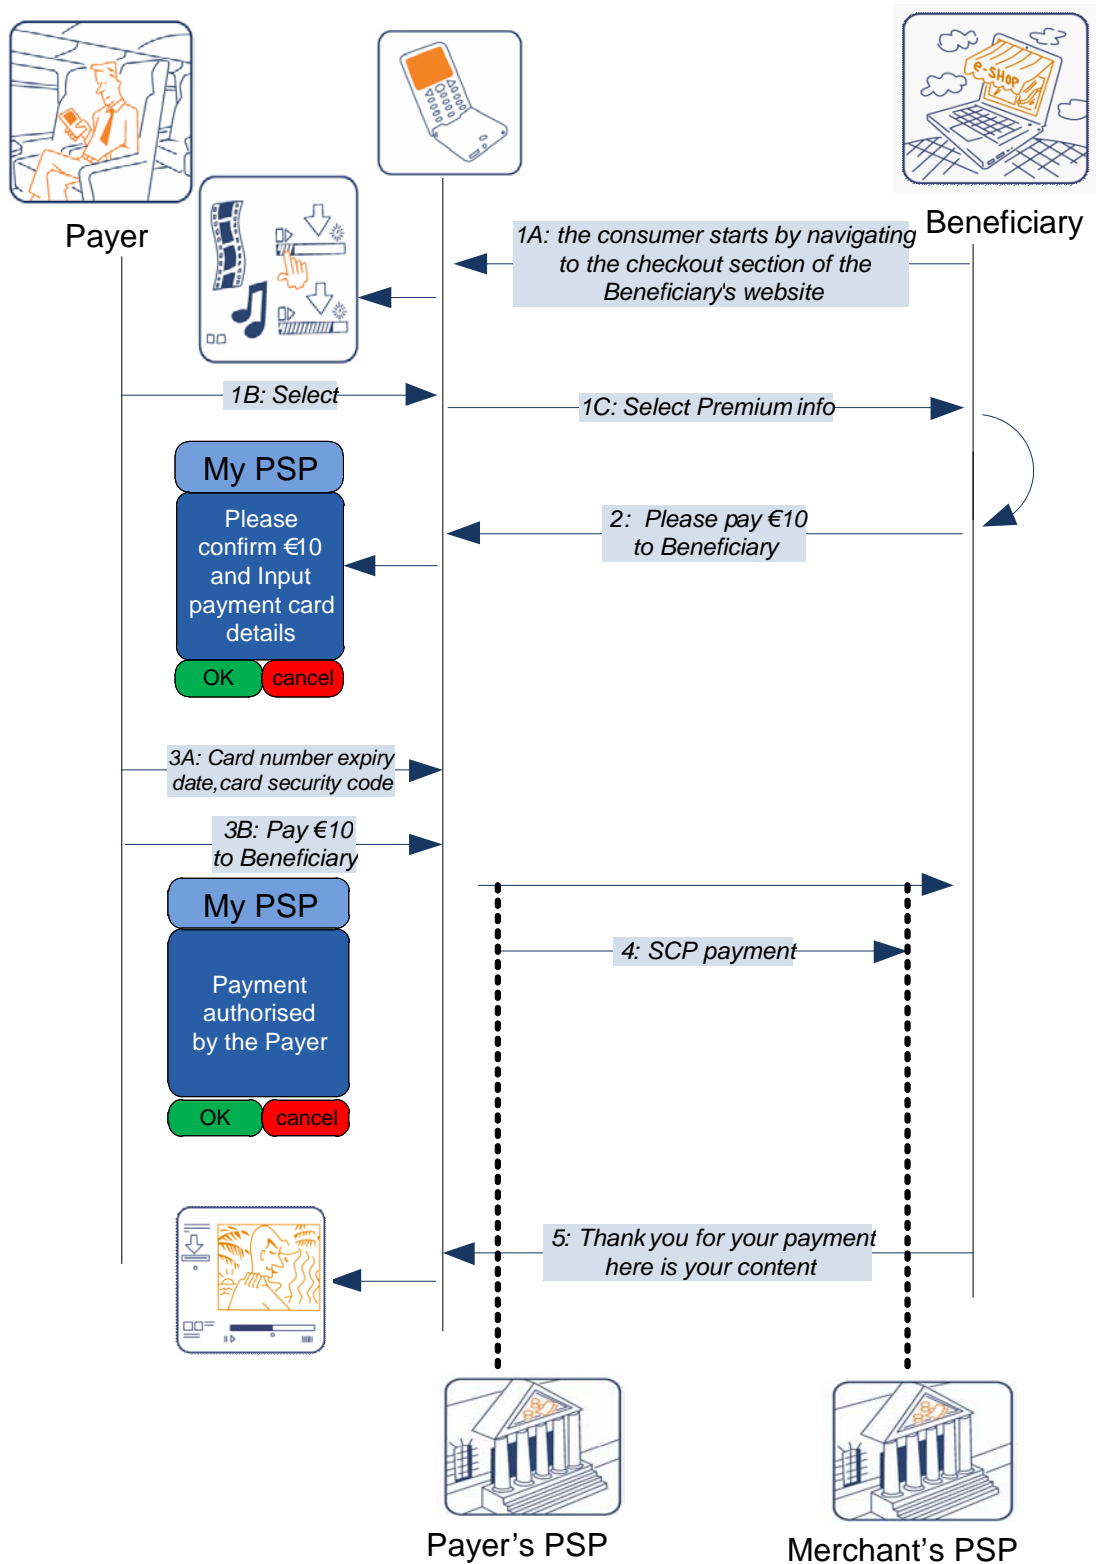 e-SHOP
Payer
Beneficiary
1A: the consumer starts by navigating
to the checkout section of the
Beneficiary's website
1B: Select
1C: Select Premium info
My PSP
Please
confirm €10
and Input
payment card
details
OK
cancel
2: Please pay €10
to Beneficiary
3A: Card number expiry
date,card security code
3B: Pay €10
to Beneficiary
My PSP
Payment
authorised
by the Payer
OK
cancel
4: SCP payment
5: Thank you for your payment
here is your content
Payer's PSP
Merchant's PSP